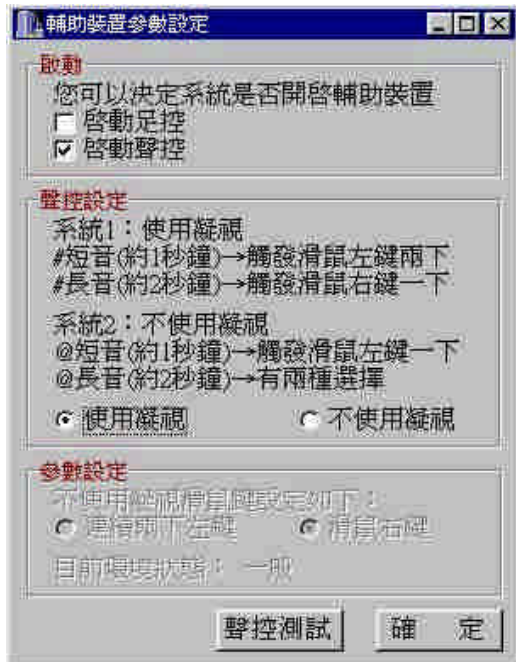 輔助裝置參數設定
啟動
您可以決定系統是否開啓輔助裝置
啓動足控
啓動聲控
聲控設定
系統1：使用凝視
#短音(約1秒鐘)→觸發滑鼠左鍵兩下
#長音(約2秒鐘)→觸發滑鼠右鍵一下
系統2：不使用凝視
@短音(約1秒鐘)→觸發滑鼠左鍵一下
@長音(約2秒鐘)→有兩種選擇
使用凝視 不使用凝視
參數設定
不使用凝視滑鼠鍵設定如下：
連續兩下左鍵 滑鼠右鍵
目前環境狀態： 一般
聲控測試 確 定